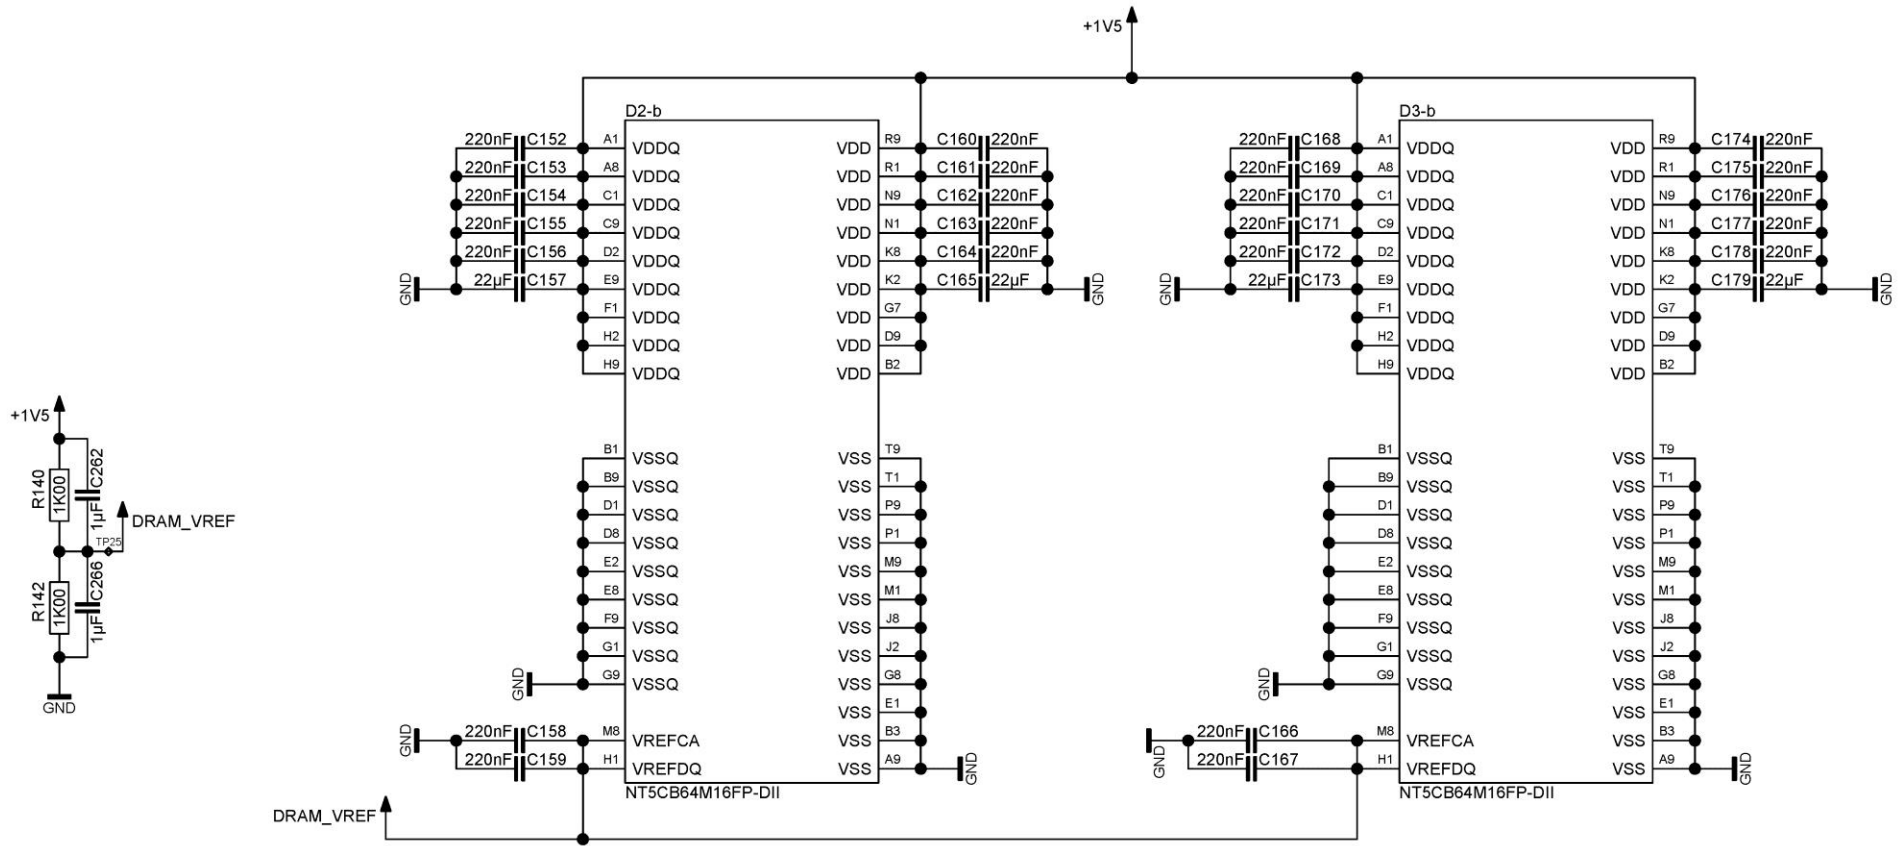 +1V5
D2-b
D3-b
220nF C152 A1 VDDQ VDD R9 C160 220nF 220nF C168 A1 VDDQ VDD R9 C174 220nF
220nF C153 A8 VDDQ VDD R1 C161 220nF 220nF C169 A8 VDDQ VDD R1 C175 220nF
220nF C154 C1 VDDQ VDD N9 C162 220nF 220nF C170 C1 VDDQ VDD N9 C176 220nF
220nF C155 C9 VDDQ VDD N1 C163 220nF 220nF C171 C9 VDDQ VDD N1 C177 220nF
220nF C156 D2 VDDQ VDD K8 C164 220nF 220nF C172 D2 VDDQ VDD K8 C178 220nF
GND 22µF C157 E9 VDDQ VDD K2 C165 22µF GND GND 22µF C173 E9 VDDQ VDD K2 C179 22µF GND
F1 VDDQ VDD G7 F1 VDDQ VDD G7
H2 VDDQ VDD D9 H2 VDDQ VDD D9
H9 VDDQ VDD B2 H9 VDDQ VDD B2
+1V5
R140 1K00 1µF C262
TP25 DRAM_VREF
R142 1K00 1µF C266
GND
B1 VSSQ VSS T9 B1 VSSQ VSS T9
B9 VSSQ VSS T1 B9 VSSQ VSS T1
D1 VSSQ VSS P9 D1 VSSQ VSS P9
D8 VSSQ VSS P1 D8 VSSQ VSS P1
E2 VSSQ VSS M9 E2 VSSQ VSS M9
E8 VSSQ VSS M1 E8 VSSQ VSS M1
F9 VSSQ VSS J8 F9 VSSQ VSS J8
G1 VSSQ VSS J2 G1 VSSQ VSS J2
GND G9 VSSQ VSS G8 GND G9 VSSQ VSS G8
VSS E1 VSS E1
GND 220nF C158 M8 VREFCA VSS B3 GND 220nF C166 M8 VREFCA VSS B3
220nF C159 H1 VREFDQ VSS A9 GND 220nF C167 H1 VREFDQ VSS A9 GND
NT5CB64M16FP-DII NT5CB64M16FP-DII
DRAM_VREF